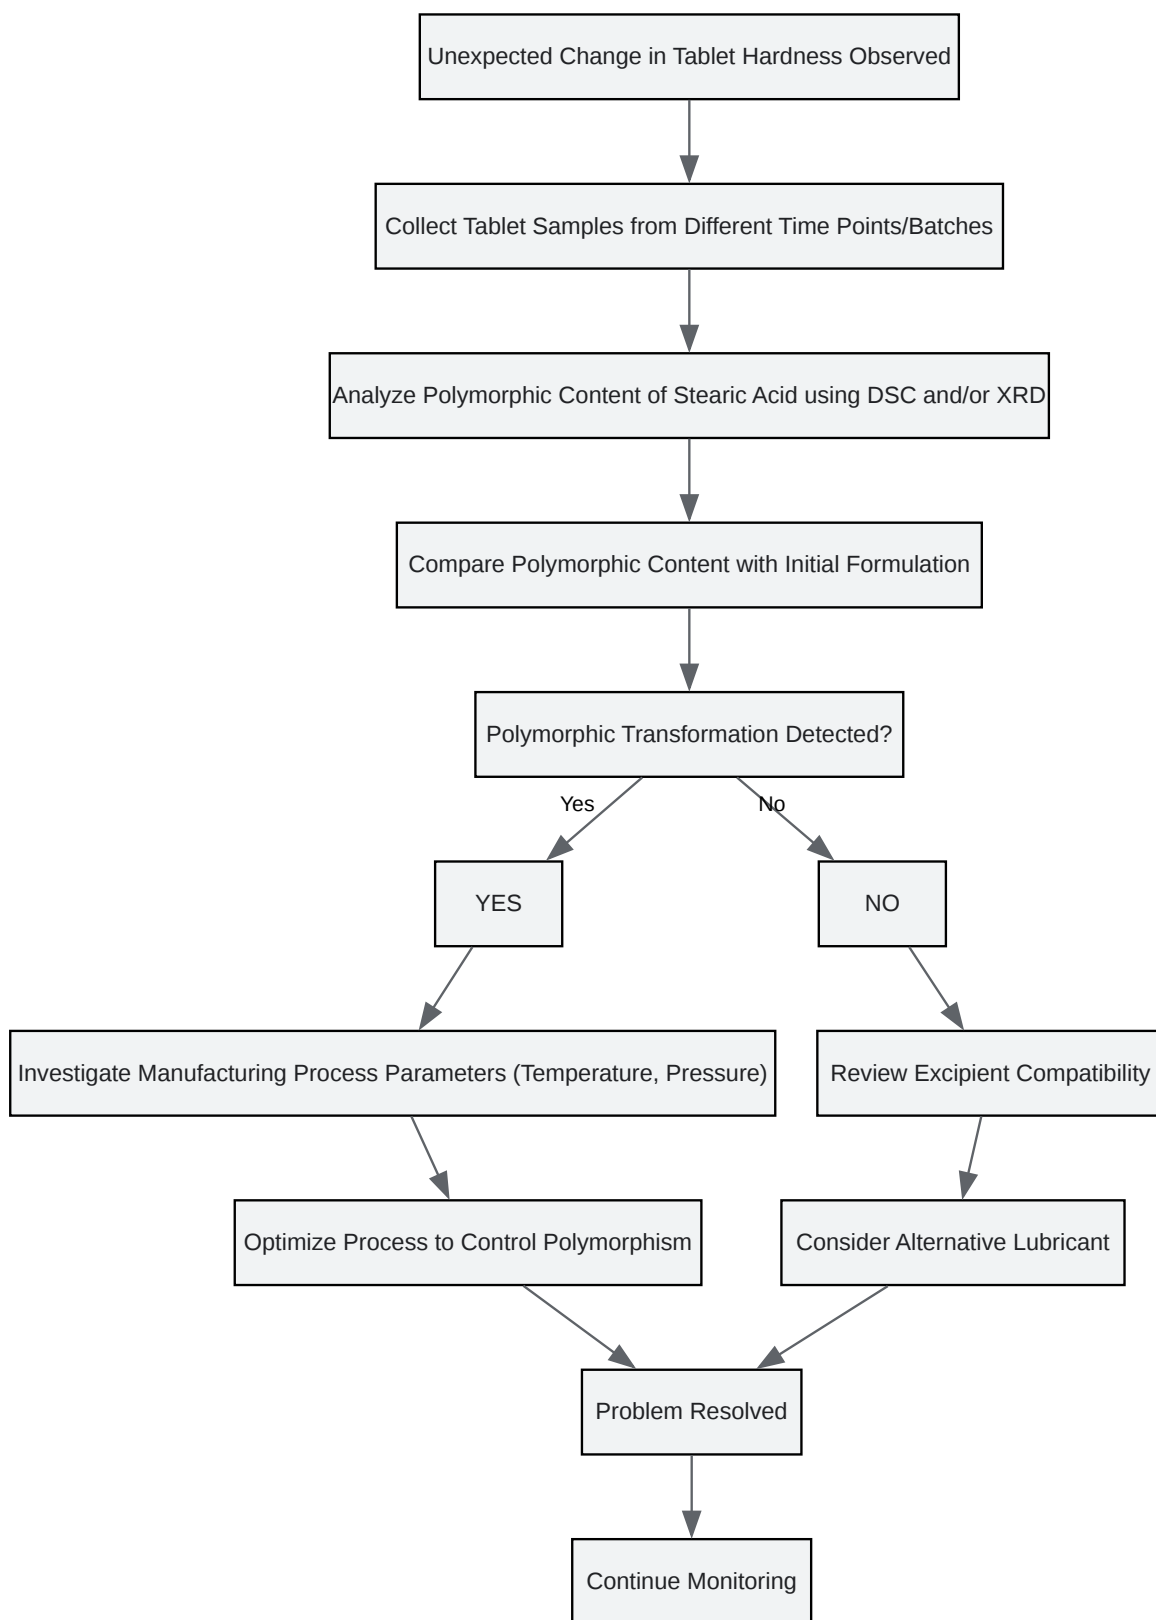 Unexpected Change in Tablet Hardness Observed
Collect Tablet Samples from Different Time Points/Batches
Analyze Polymorphic Content of Stearic Acid using DSC and/or XRD
Compare Polymorphic Content with Initial Formulation
Polymorphic Transformation Detected?
Yes
No
YES
NO
Investigate Manufacturing Process Parameters (Temperature, Pressure)
Review Excipient Compatibility
Optimize Process to Control Polymorphism
Consider Alternative Lubricant
Problem Resolved
Continue Monitoring